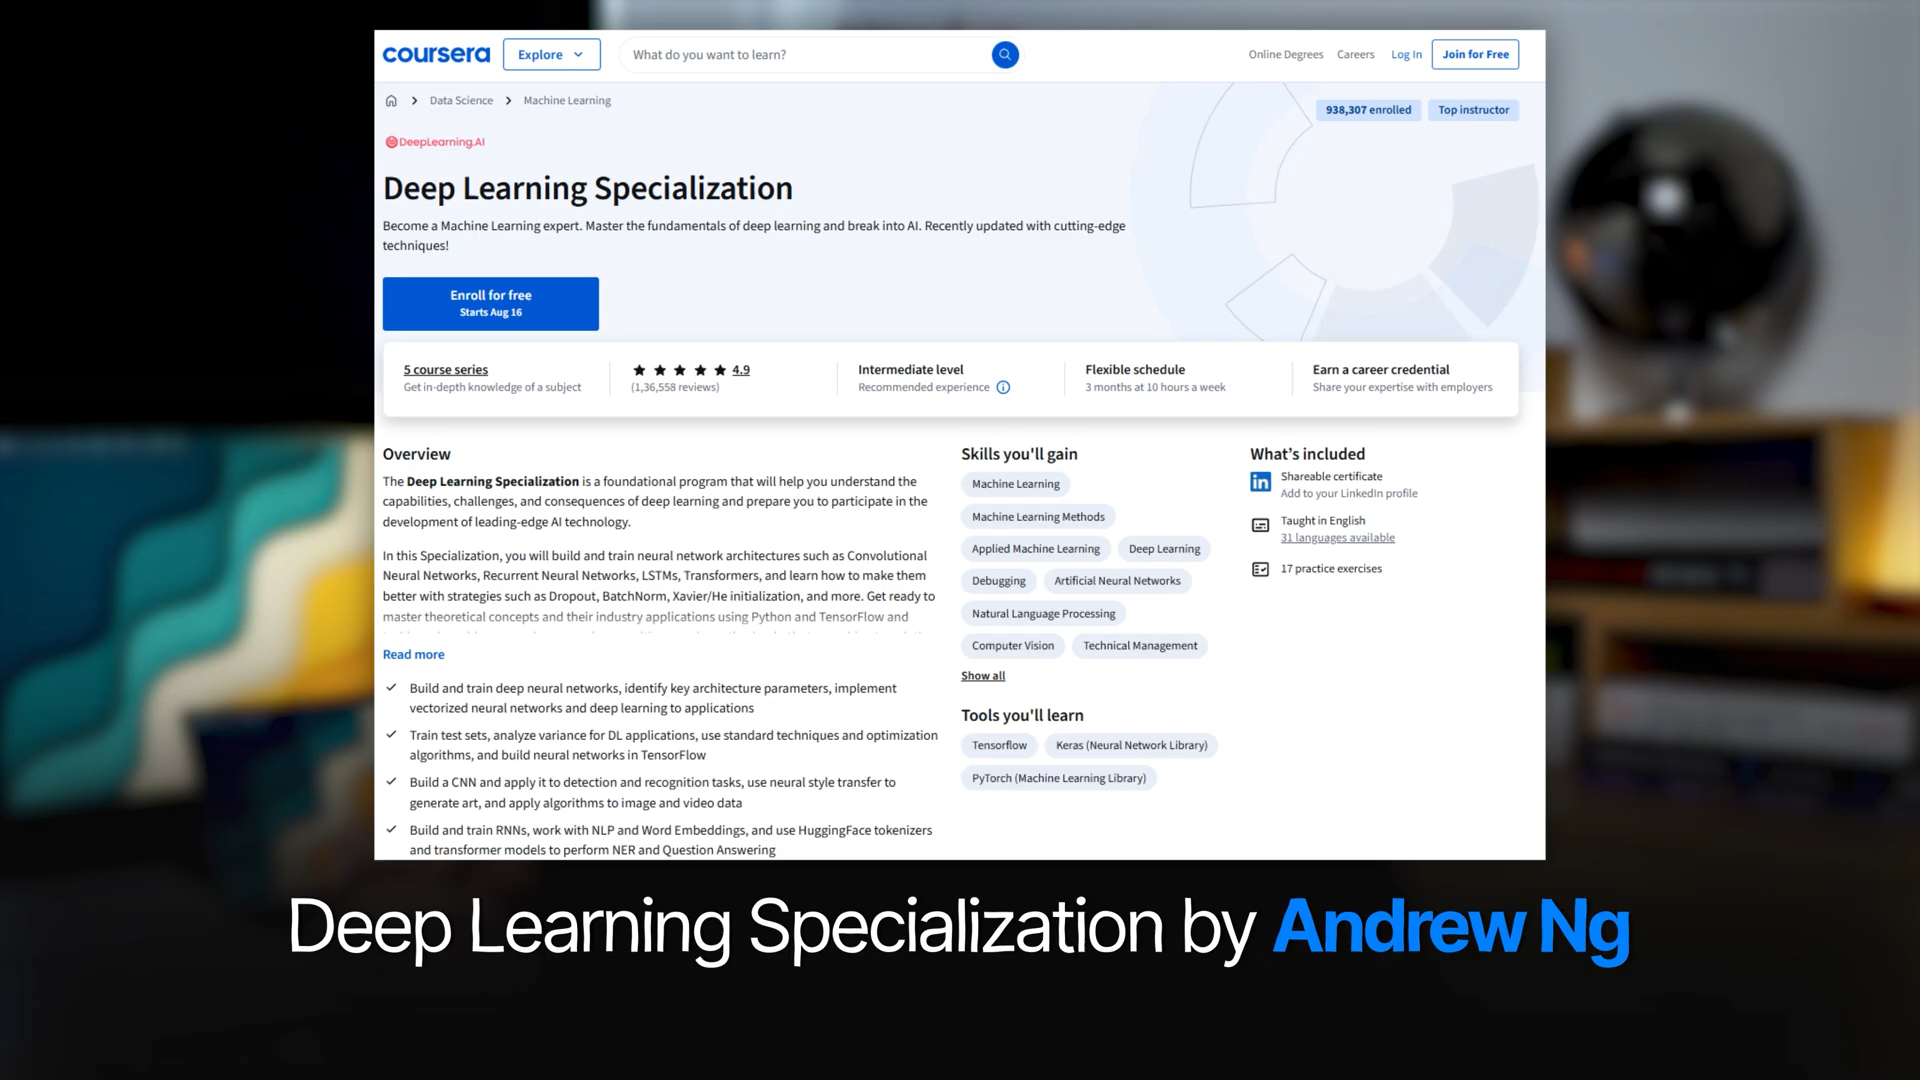 coursera
Explore
What do you want to learn?
Online Degrees
Careers
Log In
Join for Free
Data Science
Machine Learning
938,307 enrolled
Top instructor
DeepLearning.AI
Deep Learning Specialization
Become a Machine Learning expert. Master the fundamentals of deep learning and break into AI. Recently updated with cutting-edge
techniques!
Enroll for free
Starts Aug 16
5 course series
Get in-depth knowledge of a subject
4.9
(1,36,558 reviews)
Intermediate level
Recommended experience
Flexible schedule
3 months at 10 hours a week
Earn a career credential
Share your expertise with employers
Overview
The Deep Learning Specialization is a foundational program that will help you understand the
capabilities, challenges, and consequences of deep learning and prepare you to participate in the
development of leading-edge AI technology.
In this Specialization, you will build and train neural network architectures such as Convolutional
Neural Networks, Recurrent Neural Networks, LSTMs, Transformers, and learn how to make them
better with strategies such as Dropout, BatchNorm, Xavier/He initialization, and more. Get ready to
master theoretical concepts and their industry applications using Python and TensorFlow and
Read more
Build and train deep neural networks, identify key architecture parameters, implement
vectorized neural networks and deep learning to applications
Train test sets, analyze variance for DL applications, use standard techniques and optimization
algorithms, and build neural networks in TensorFlow
Build a CNN and apply it to detection and recognition tasks, use neural style transfer to
generate art, and apply algorithms to image and video data
Build and train RNNs, work with NLP and Word Embeddings, and use HuggingFace tokenizers
and transformer models to perform NER and Question Answering
Skills you'll gain
Machine Learning
Machine Learning Methods
Applied Machine Learning
Deep Learning
Debugging
Artificial Neural Networks
Natural Language Processing
Computer Vision
Technical Management
Show all
Tools you'll learn
Tensorflow
Keras (Neural Network Library)
PyTorch (Machine Learning Library)
What's included
in
Shareable certificate
Add to your LinkedIn profile
Taught in English
31 languages available
17 practice exercises
Deep Learning Specialization by Andrew Ng